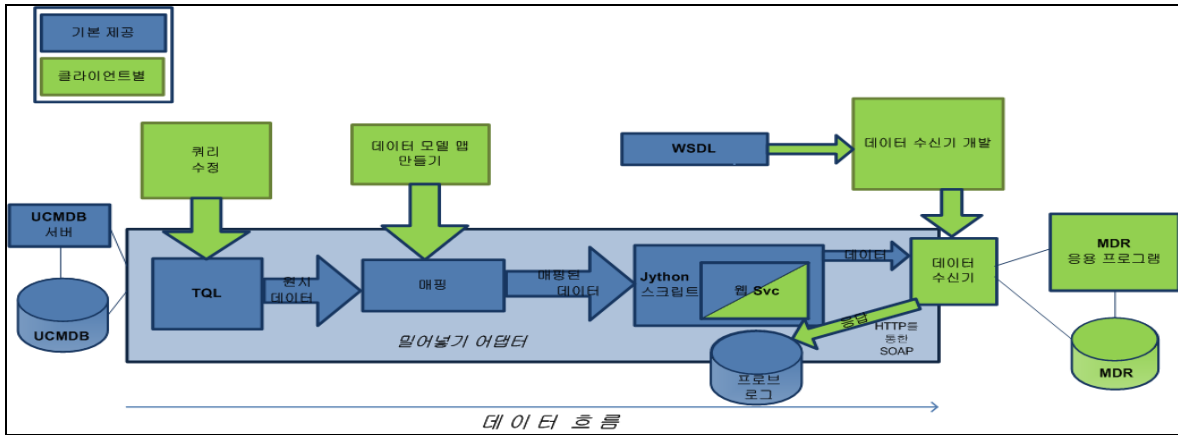 기본 제공
클라이언트별
쿼리
수정
데이터 모델 맵
만들기
WSDL
데이터 수신기 개발
UCMDB
서버
UCMDB
TQL
원시
데이터
매핑
매핑된
데이터
Jython
스크립트
웹 Svc
데이터
데이터
수신기
MDR
응용 프로그램
MDR
응답
HTTP를
통한
SOAP
밀어넣기 어댑터
프로브
로그
데이터 흐름